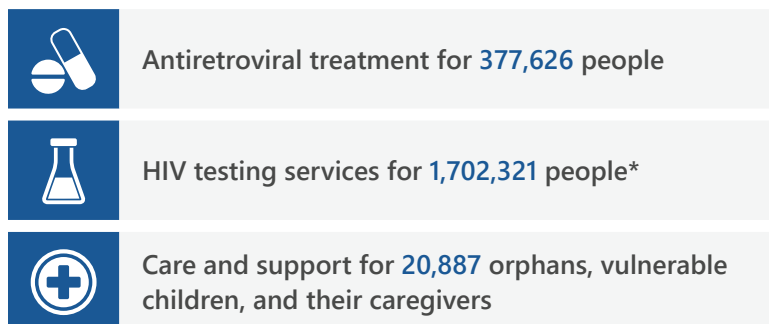 Antiretroviral treatment for 377,626 people
HIV testing services for 1,702,321 people*
Care and support for 20,887 orphans, vulnerable
children, and their caregivers